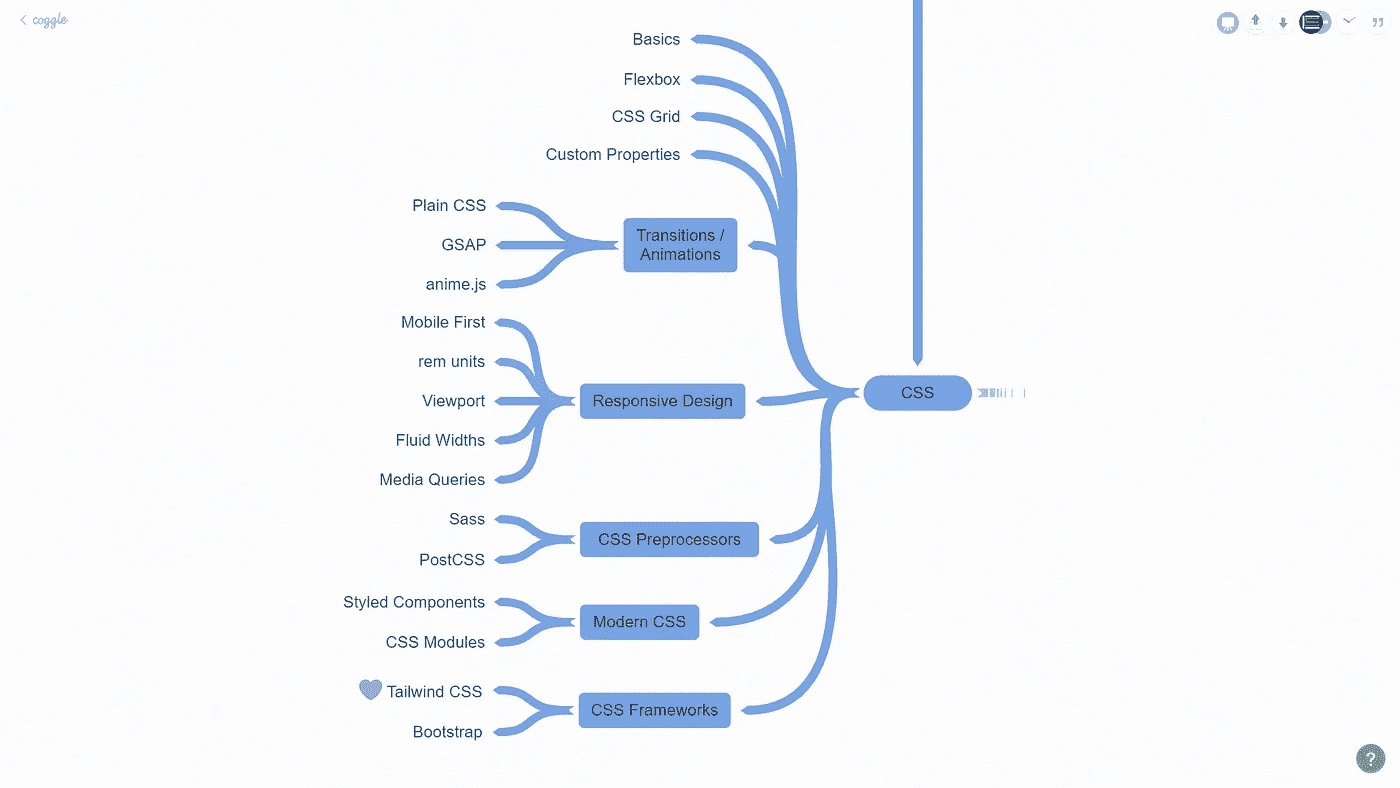 coggle
Basics
Flexbox
CSS Grid
Custom Properties
Plain CSS
GSAP
anime.js
Transitions /
Animations
Mobile First
rem units
Viewport
Fluid Widths
Media Queries
Responsive Design
CSS
Sass
PostCSS
CSS Preprocessors
Styled Components
CSS Modules
Modern CSS
Tailwind CSS
Bootstrap
CSS Frameworks
?